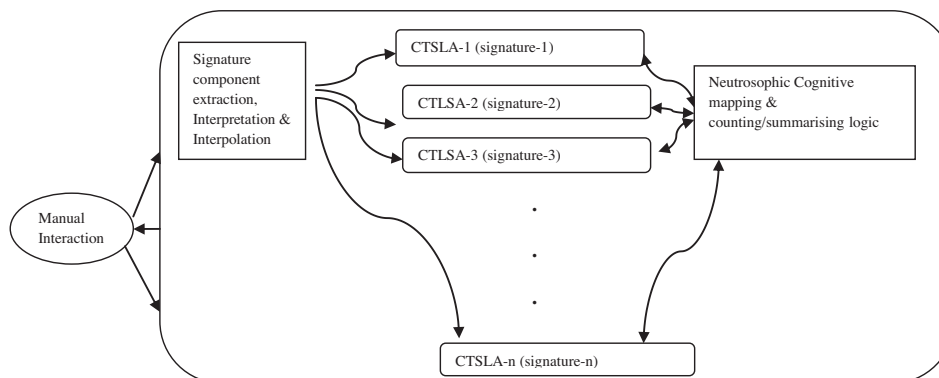 Signature
component
extraction,
Interpretation &
Interpolation
CTSLA-1 (signature-1)
CTLSA-2 (signature-2)
CTLSA-3 (signature-3)
Neutrosophic Cognitive
mapping &
counting/summarising logic
Manual
Interaction
CTSLA-n (signature-n)